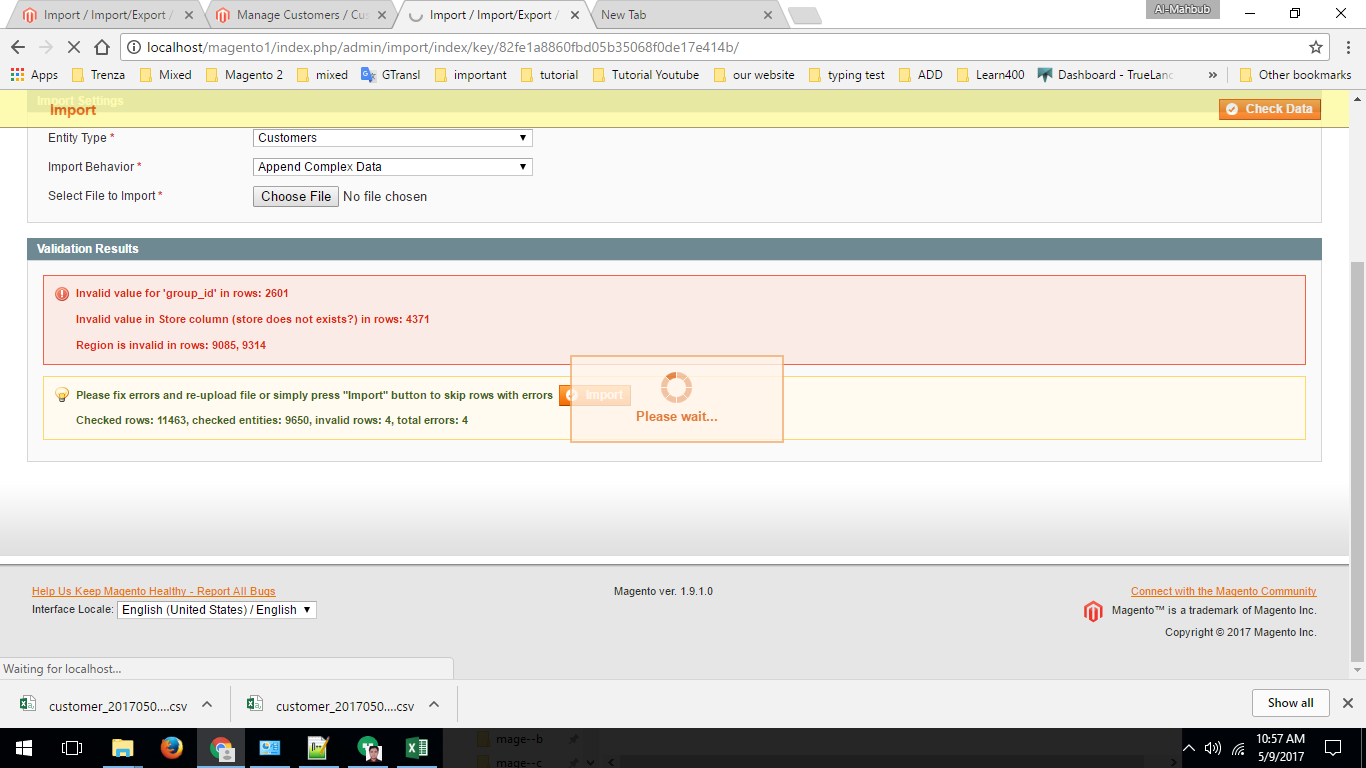 Al-Mahbub
Import / Import/Export /
Manage Customers / Cus
Import / Import/Export /
New Tab
localhost/magento1/index.php/admin/import/index/key/82fe1a8860fbd05b35068f0de17e414b/
Apps Trenza Mixed Magento 2 mixed GTransl important tutorial Tutorial Youtube our website typing test ADD Learn400 Dashboard - TrueLanc » Other bookmarks
Import Settings
Import Check Data
Entity Type * Customers
Import Behavior * Append Complex Data
Select File to Import * Choose File No file chosen
Validation Results
Invalid value for 'group_id' in rows: 2601
Invalid value in Store column (store does not exists?) in rows: 4371
Region is invalid in rows: 9085, 9314
Please fix errors and re-upload file or simply press "Import" button to skip rows with errors Import
Checked rows: 11463, checked entities: 9650, invalid rows: 4, total errors: 4
Please wait...
Help Us Keep Magento Healthy - Report All Bugs
Interface Locale: English (United States) / English
Magento ver. 1.9.1.0
Connect with the Magento Community
Magento™ is a trademark of Magento Inc.
Copyright © 2017 Magento Inc.
Waiting for localhost...
customer_2017050....csv
customer_2017050....csv
Show all
mage--b
mage--c
10:57 AM
5/9/2017